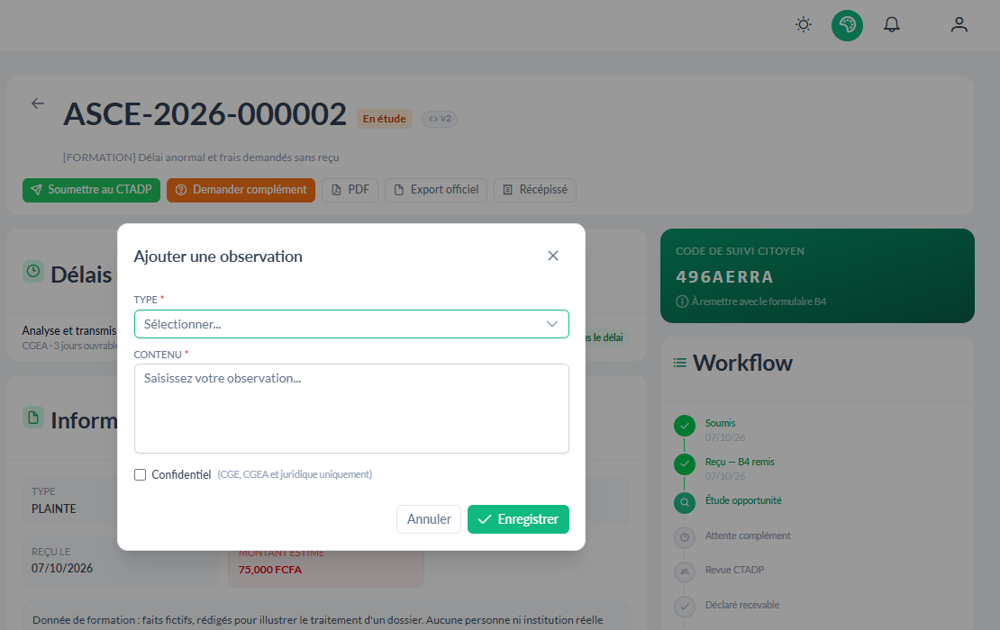 ASCE-2026-000002 En étude <> v2
[FORMATION] Délai anormal et frais demandés sans reçu
Soumettre au CTADP Demander complément PDF Export officiel Récépissé
Délais
Analyse et transmis
CGEA · 3 jours ouvrable
le délai
Inform
TYPE
PLAINTE
REÇU LE
07/10/2026
MONTANT ESTIMÉ
75,000 FCFA
Donnée de formation : faits fictifs, rédigés pour illustrer le traitement d'un dossier. Aucune personne ni institution réelle
Ajouter une observation
TYPE *
Sélectionner...
CONTENU *
Saisissez votre observation...
Confidentiel (CGE, CGEA et juridique uniquement)
Annuler Enregistrer
CODE DE SUIVI CITOYEN
496AERRA
À remettre avec le formulaire B4
Workflow
Soumis
07/10/26
Reçu — B4 remis
07/10/26
Étude opportunité
Attente complément
Revue CTADP
Déclaré recevable